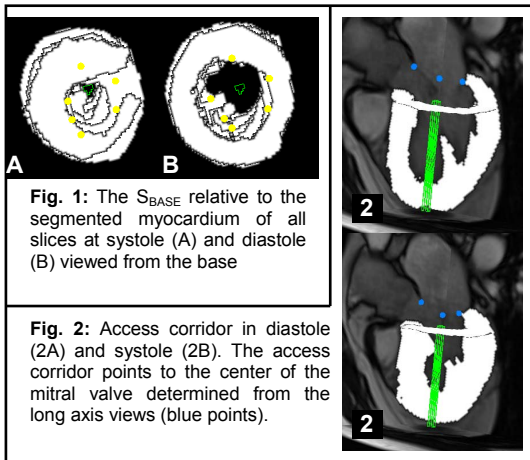 A
B
Fig. 1: The SBASE relative to the
segmented myocardium of all
slices at systole (A) and diastole
(B) viewed from the base
2
Fig. 2: Access corridor in diastole
(2A) and systole (2B). The access
corridor points to the center of the
mitral valve determined from the
long axis views (blue points).
2